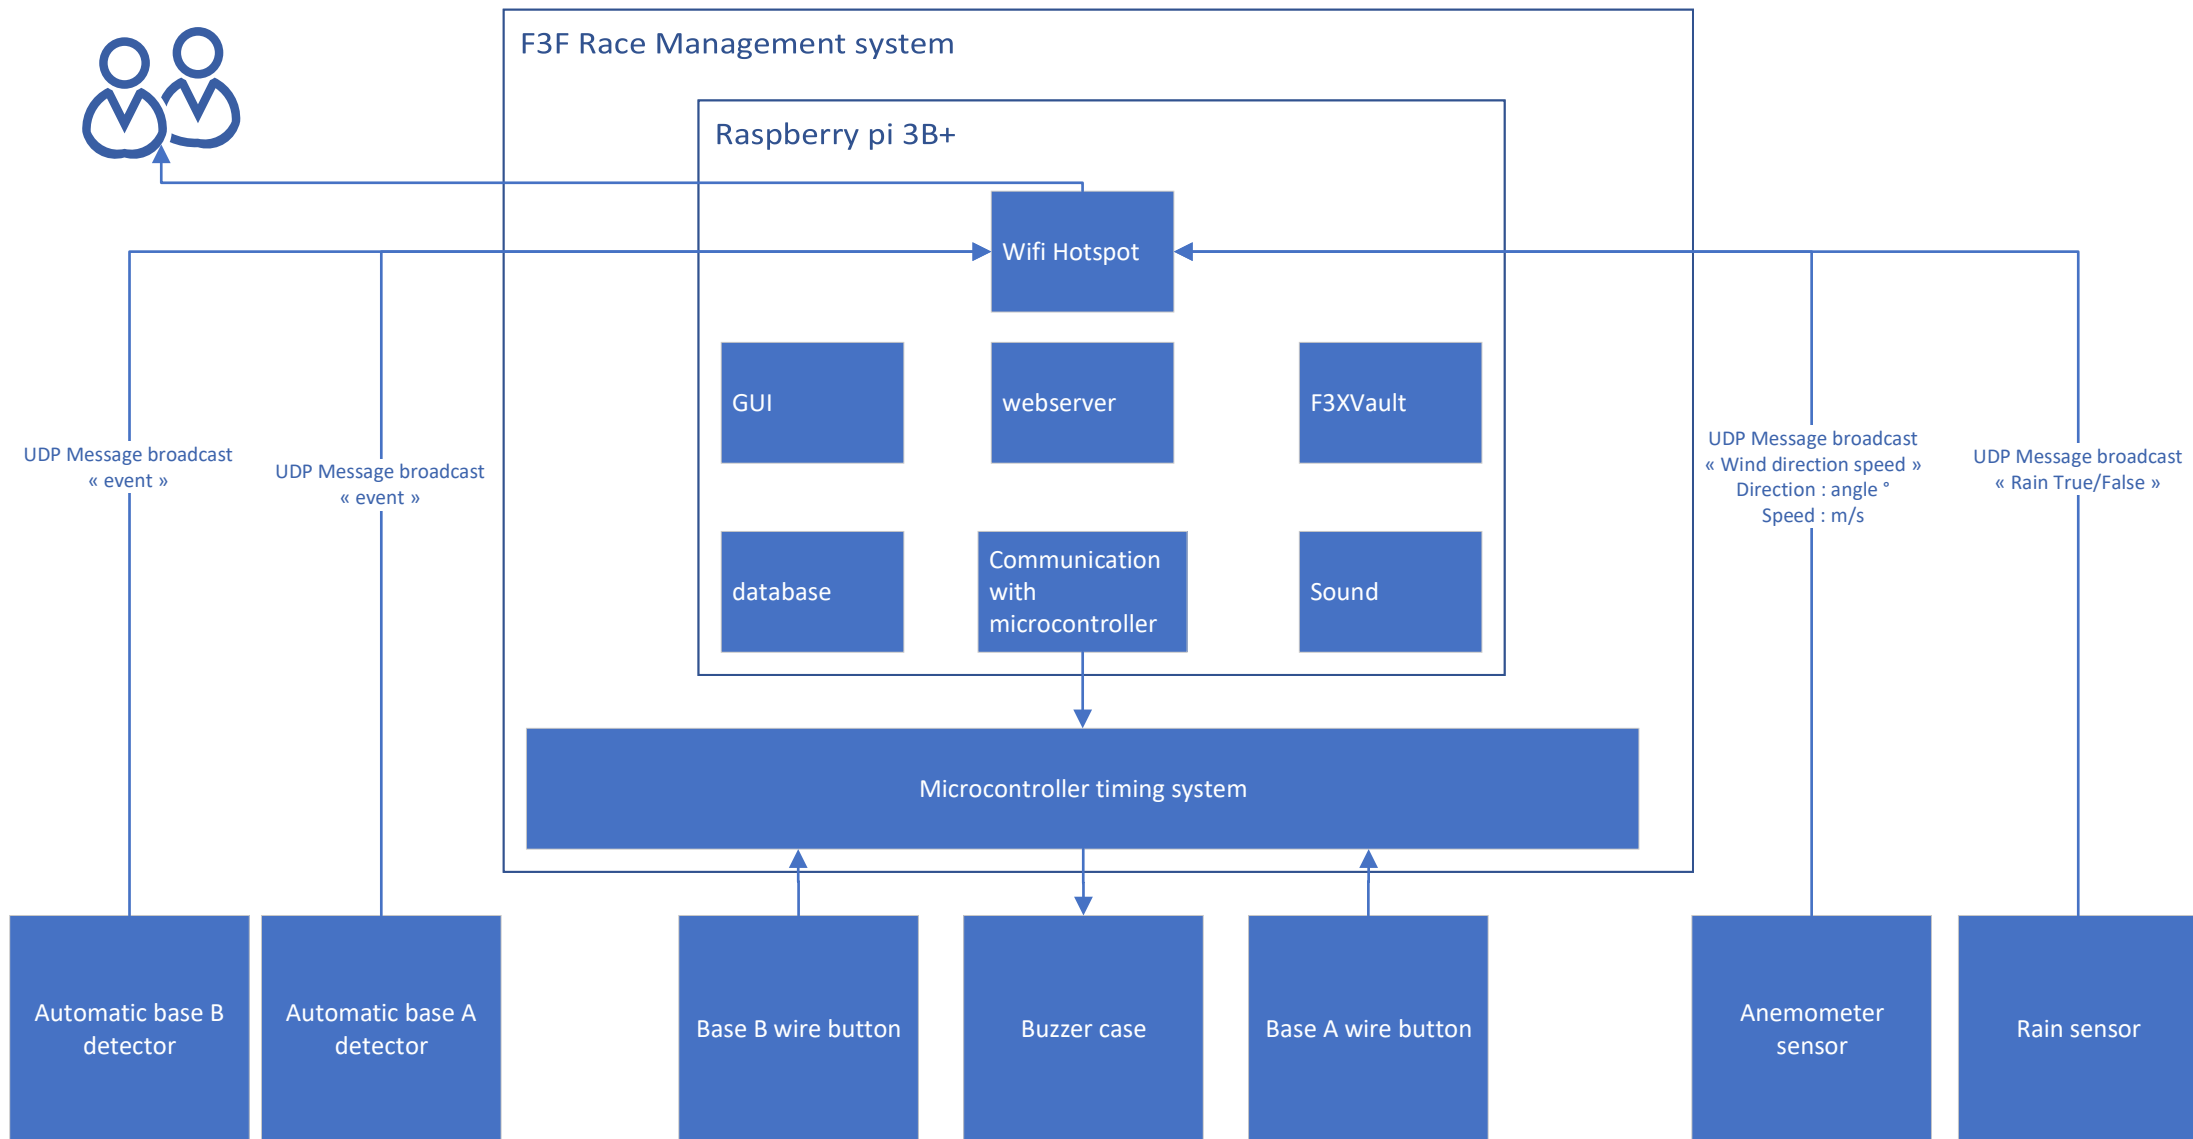 F3F Race Management system
Raspberry pi 3B+
Wifi Hotspot
GUI
webserver
F3XVault
UDP Message broadcast
« event »
UDP Message broadcast
« event »
UDP Message broadcast
« Wind direction speed »
Direction : angle °
Speed : m/s
UDP Message broadcast
« Rain True/False »
database
Communication
with
microcontroller
Sound
Microcontroller timing system
Automatic base B
detector
Automatic base A
detector
Base B wire button
Buzzer case
Base A wire button
Anemometer
sensor
Rain sensor